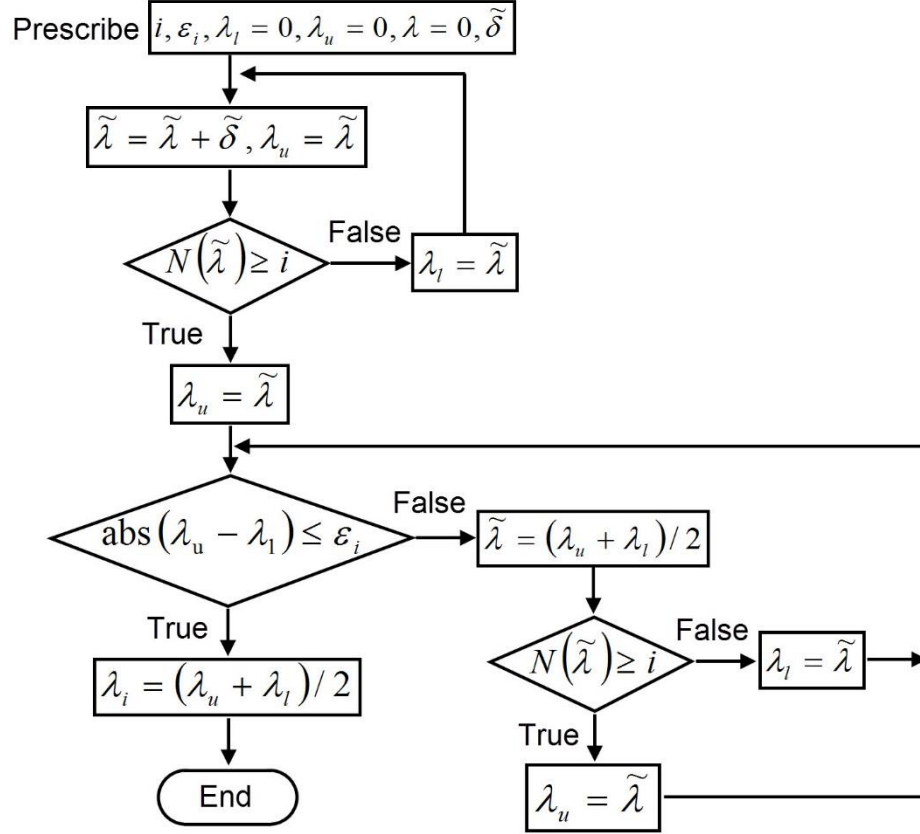 Prescribe i, ε_i, λ_l = 0, λ_u = 0, λ = 0, δ̃
λ̃ = λ̃ + δ̃, λ_u = λ̃
N(λ̃) ≥ i
False
λ_l = λ̃
True
λ_u = λ̃
abs(λ_u − λ_l) ≤ ε_i
False
λ̃ = (λ_u + λ_l)/2
True
λ_i = (λ_u + λ_l)/2
End
N(λ̃) ≥ i
False
λ_l = λ̃
True
λ_u = λ̃